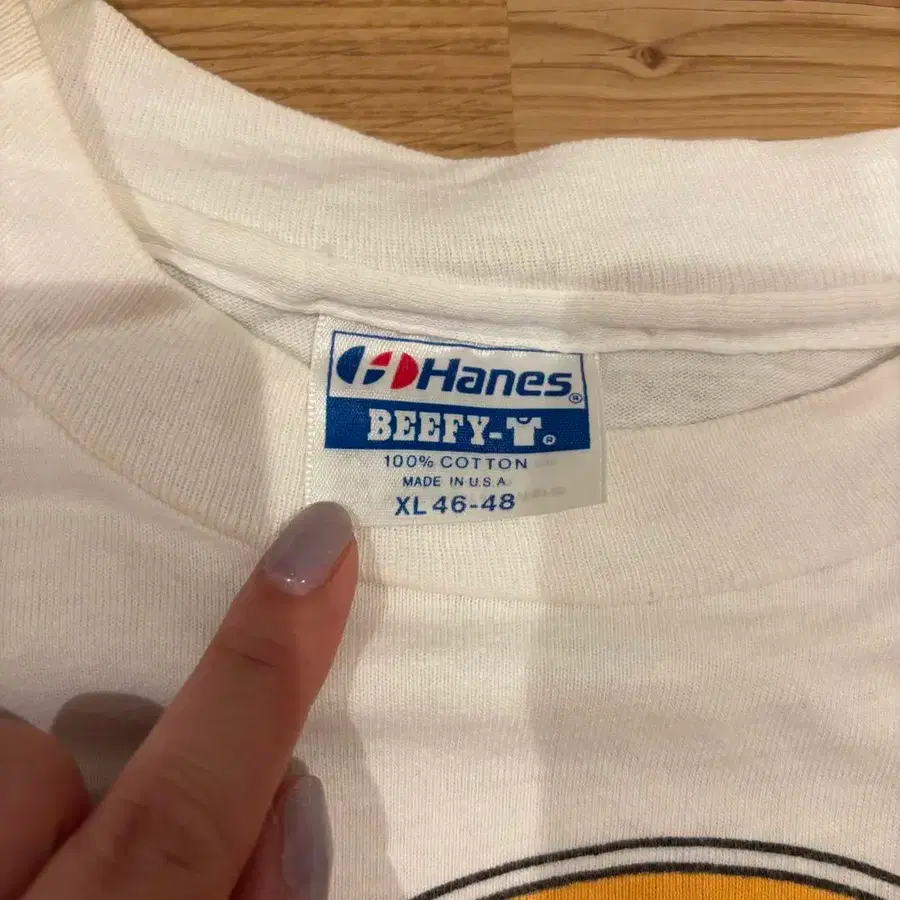 Hanes®
BEEFY-®
100% COTTON
MADE IN U.S.A.
XL 46-48